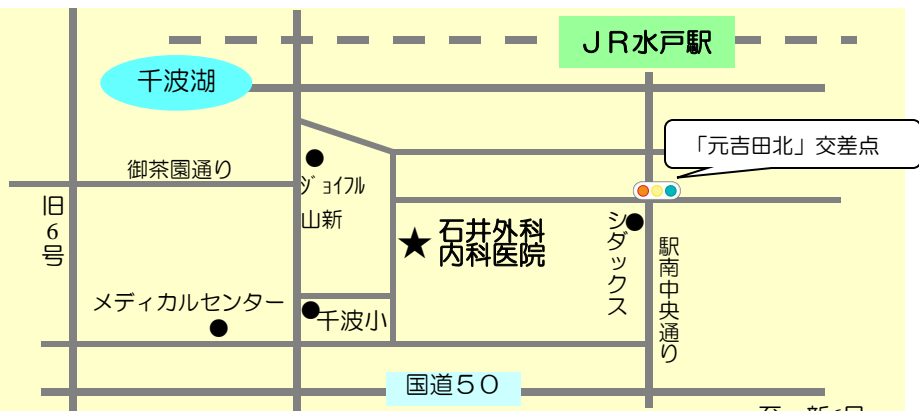 JR水戸駅
千波湖
「元吉田北」交差点
御茶園通り
ジョイフル
山新
旧6号
石井外科
内科医院
シダックス
駅南中央通り
メディカルセンター
千波小
国道50